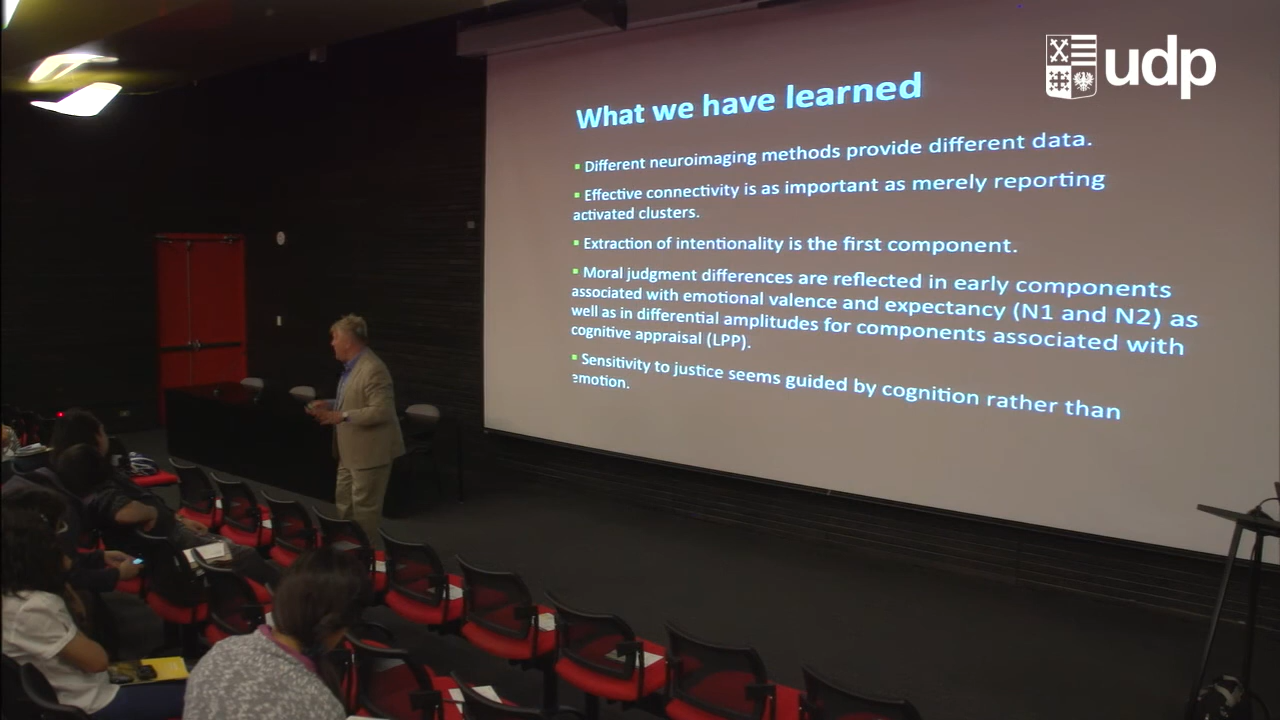 udp
What we have learned
▪ Different neuroimaging methods provide different data.
▪ Effective connectivity is as important as merely reporting
activated clusters.
▪ Extraction of intentionality is the first component.
▪ Moral judgment differences are reflected in early components
associated with emotional valence and expectancy (N1 and N2) as
well as in differential amplitudes for components associated with
cognitive appraisal (LPP).
▪ Sensitivity to justice seems guided by cognition rather than
emotion.